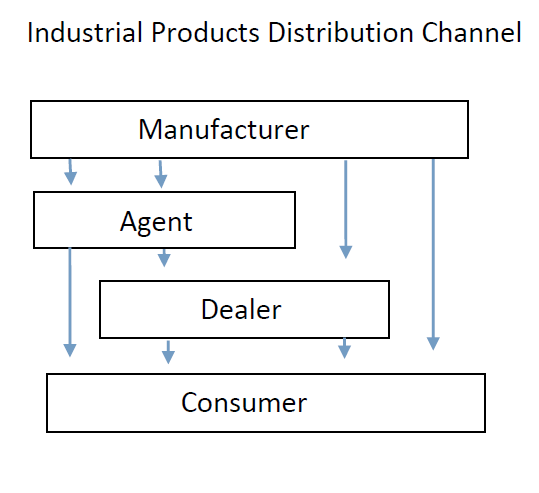 Industrial Products Distribution Channel
Manufacturer
Agent
Dealer
Consumer